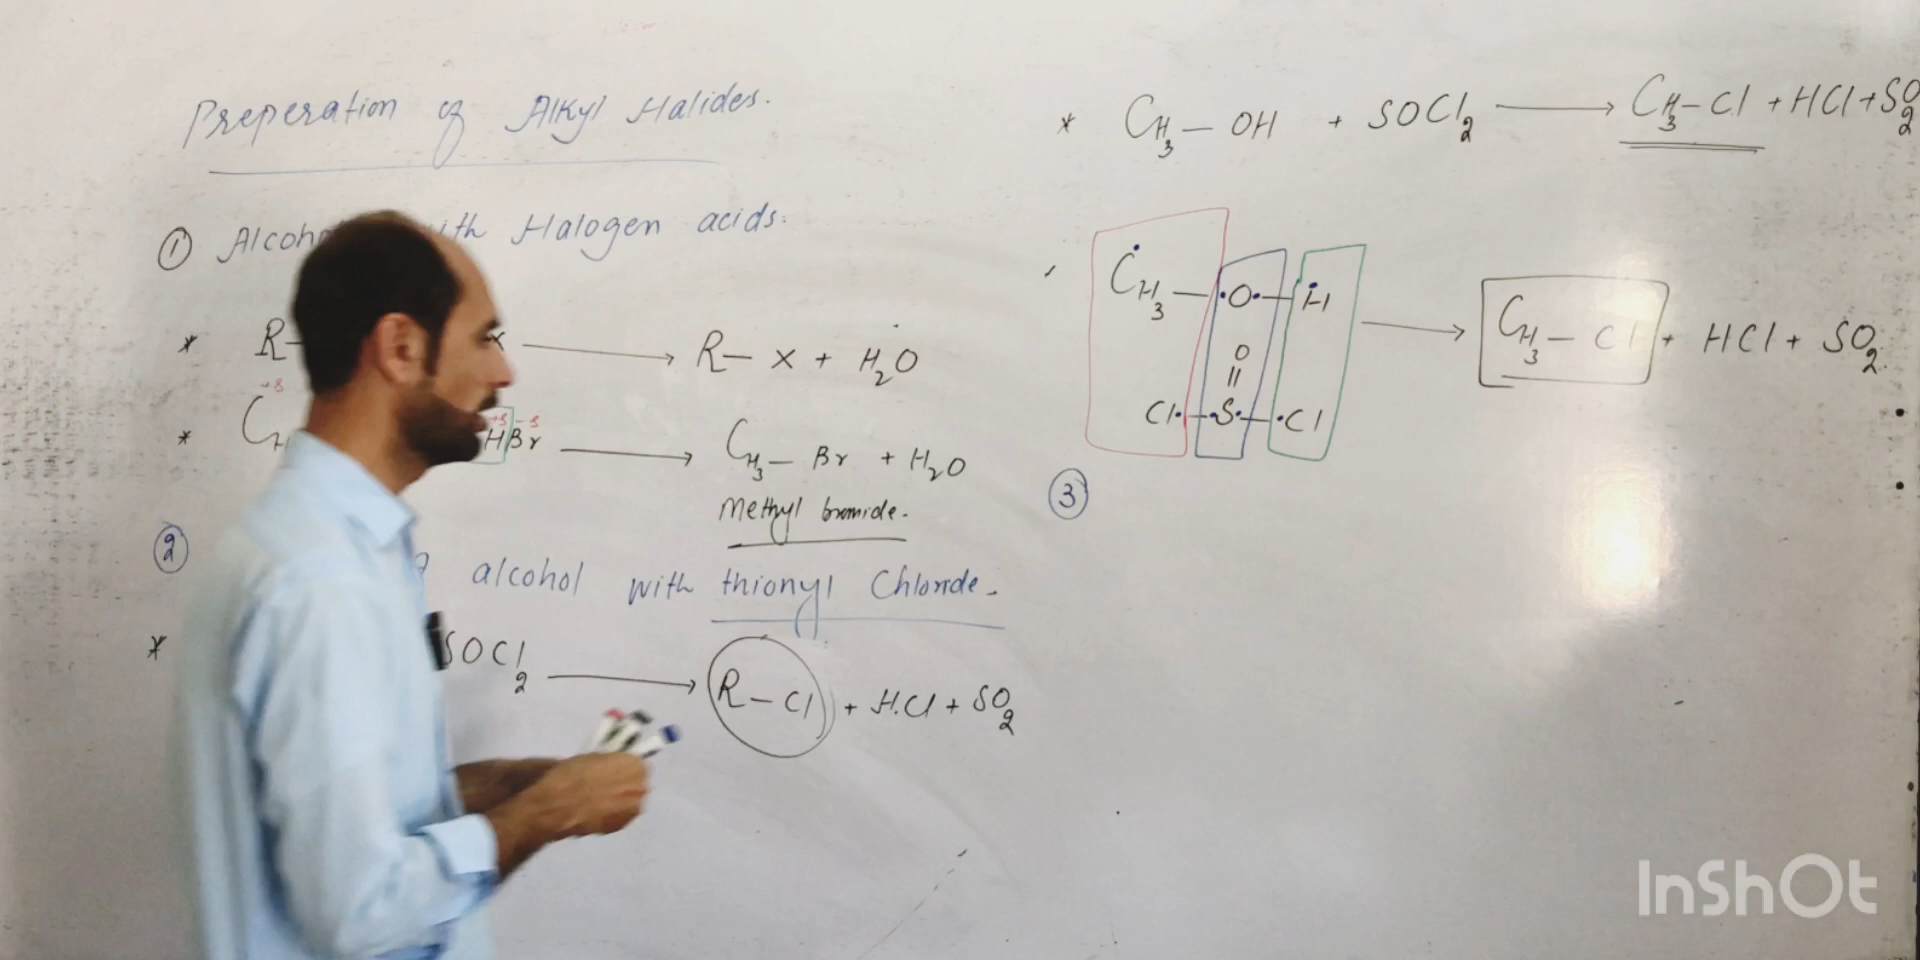 Preperation of Alkyl Halides.
① with Halogen acids.
* R- x ⟶ R-X + H₂O
+δ +δ -δ
* CH HBr ⟶ CH₃-Br + H₂O
Methyl bromide.
② alcohol with thionyl Chloride.
* SOCl₂ ⟶ R-Cl + HCl + SO₂
* CH₃-OH + SOCl₂ ⟶ CH₃-Cl + HCl + SO₂
CH₃-O-H ⟶ CH₃-Cl + HCl + SO₂
O
||
Cl-S-Cl
③
InShOt